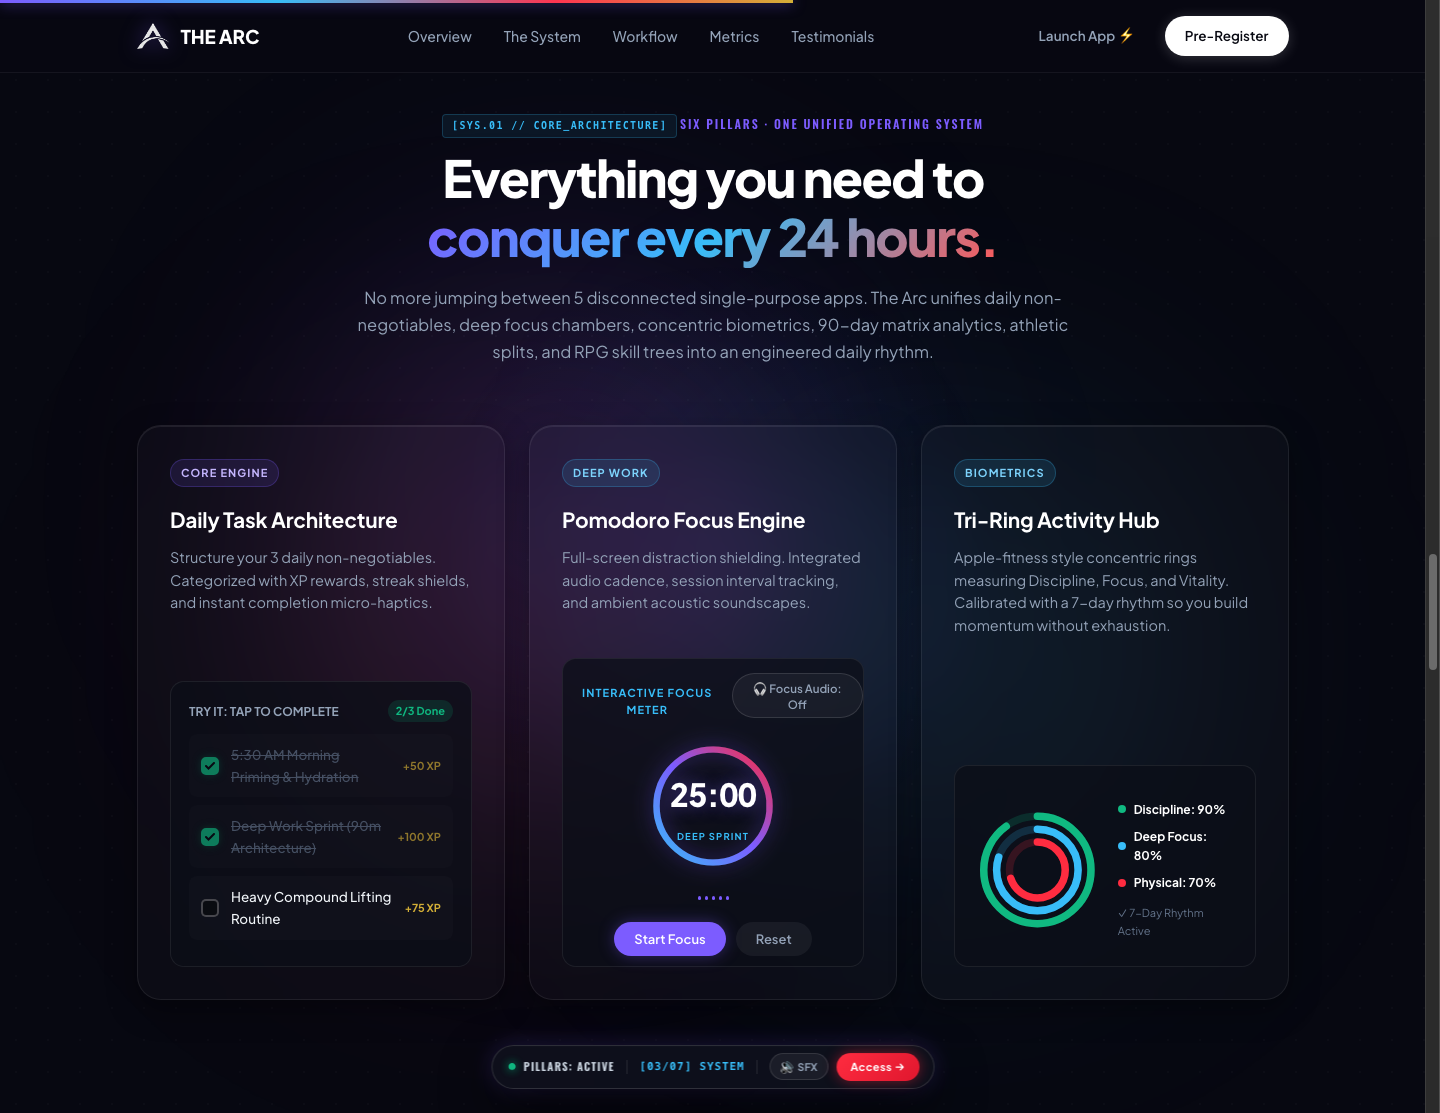 THE ARC
Overview
The System
Workflow
Metrics
Testimonials
Launch App ⚡
Pre-Register
[SYS.01 // CORE_ARCHITECTURE] SIX PILLARS · ONE UNIFIED OPERATING SYSTEM
Everything you need to
conquer every 24 hours.
No more jumping between 5 disconnected single-purpose apps. The Arc unifies daily non-
negotiables, deep focus chambers, concentric biometrics, 90-day matrix analytics, athletic
splits, and RPG skill trees into an engineered daily rhythm.
CORE ENGINE
Daily Task Architecture
Structure your 3 daily non-negotiables.
Categorized with XP rewards, streak shields,
and instant completion micro-haptics.
TRY IT: TAP TO COMPLETE
2/3 Done
5:30 AM Morning
Priming & Hydration
+50 XP
Deep Work Sprint (90m
Architecture)
+100 XP
Heavy Compound Lifting
Routine
+75 XP
DEEP WORK
Pomodoro Focus Engine
Full-screen distraction shielding. Integrated
audio cadence, session interval tracking,
and ambient acoustic soundscapes.
INTERACTIVE FOCUS
METER
🎧 Focus Audio:
Off
25:00
DEEP SPRINT
Start Focus
Reset
BIOMETRICS
Tri-Ring Activity Hub
Apple-fitness style concentric rings
measuring Discipline, Focus, and Vitality.
Calibrated with a 7-day rhythm so you build
momentum without exhaustion.
Discipline: 90%
Deep Focus:
80%
Physical: 70%
✓ 7-Day Rhythm
Active
PILLARS: ACTIVE
[03/07] SYSTEM
SFX
Access →